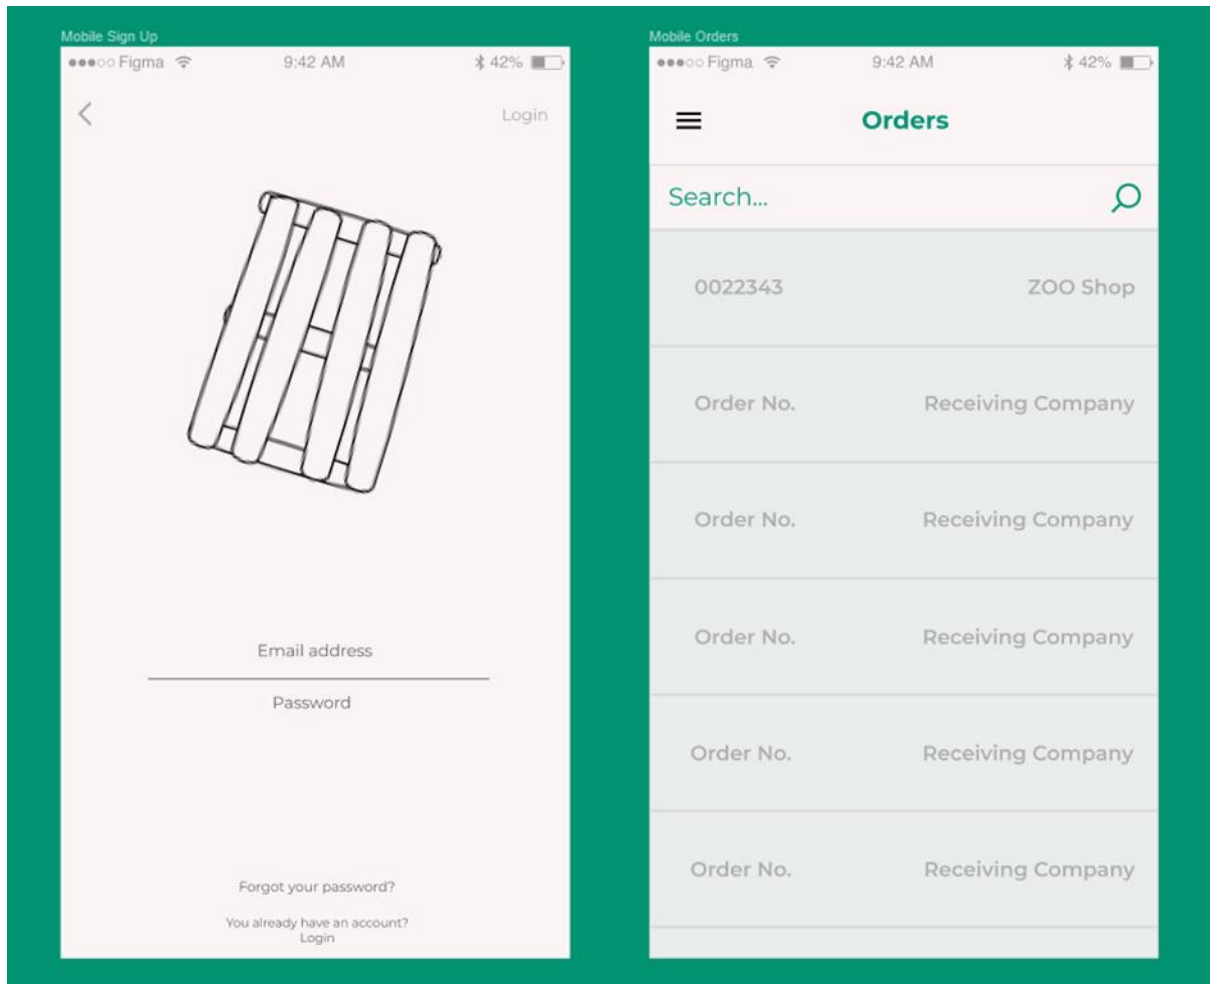 Mobile Sign Up
Figma 9:42 AM 42%
Login
Email address
Password
Forgot your password?
You already have an account?
Login
Mobile Orders
Figma 9:42 AM 42%
Orders
Search...
0022343 ZOO Shop
Order No. Receiving Company
Order No. Receiving Company
Order No. Receiving Company
Order No. Receiving Company
Order No. Receiving Company